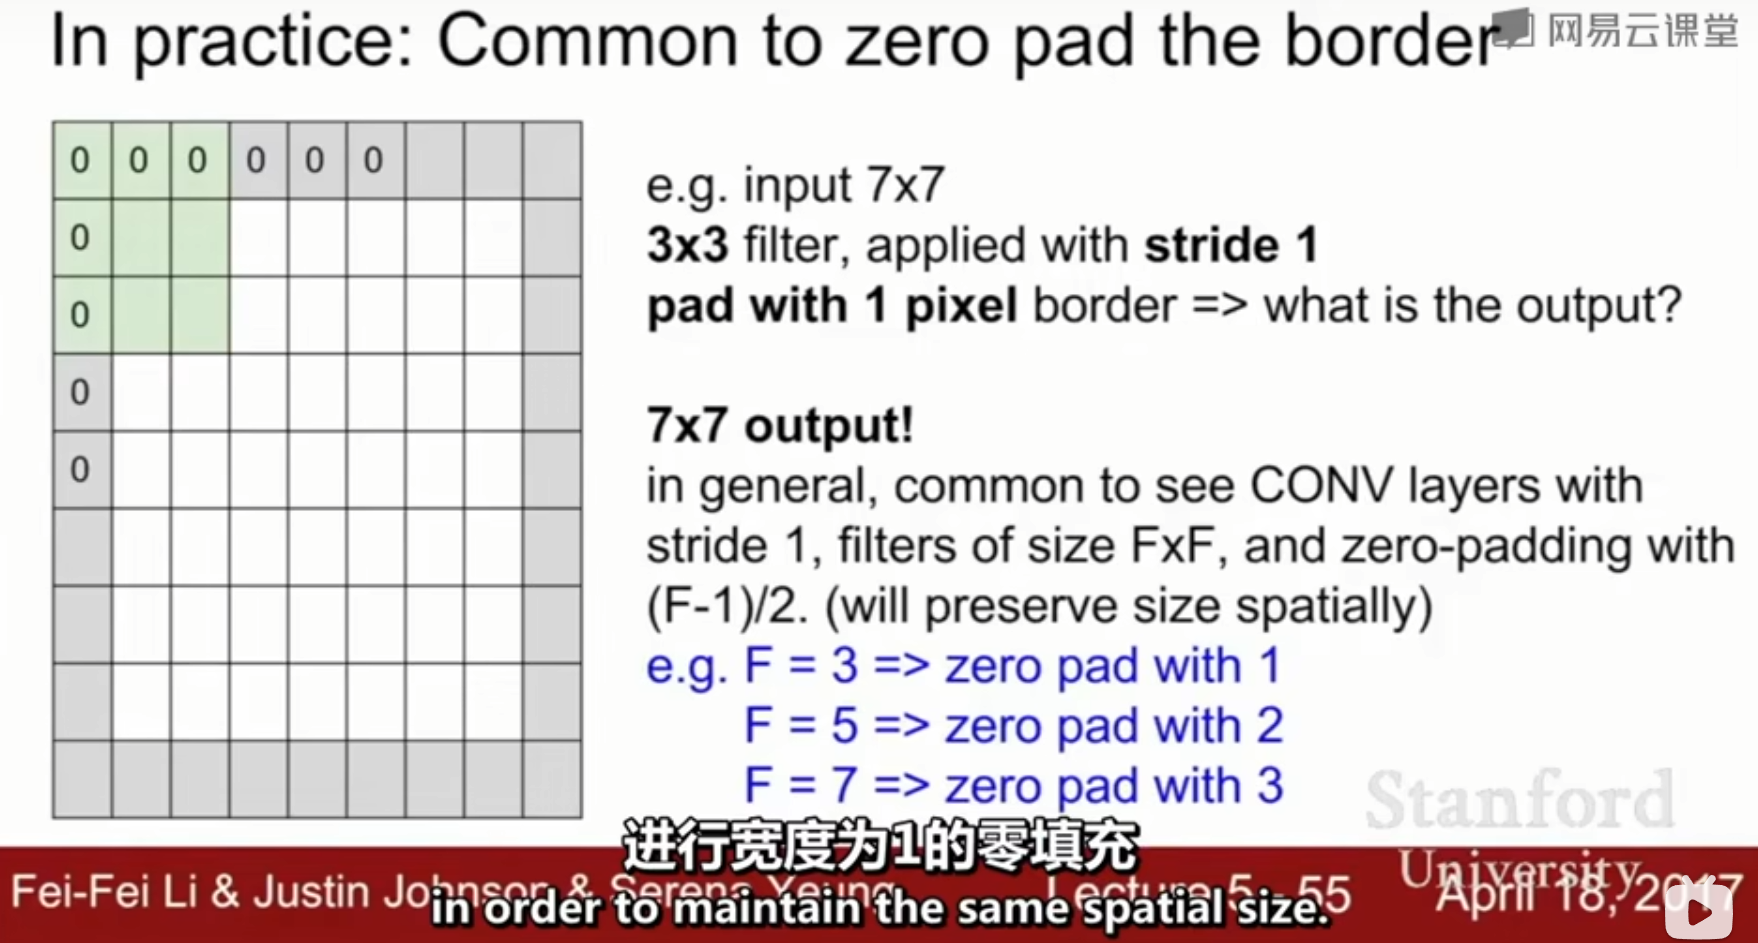 In practice: Common to zero pad the border
网易云课堂
0 0 0 0 0 0
0
0
0
0
e.g. input 7x7
3x3 filter, applied with stride 1
pad with 1 pixel border => what is the output?
7x7 output!
in general, common to see CONV layers with
stride 1, filters of size FxF, and zero-padding with
(F-1)/2. (will preserve size spatially)
e.g. F = 3 => zero pad with 1
F = 5 => zero pad with 2
F = 7 => zero pad with 3
Stanford
University
进行宽度为1的零填充
Fei-Fei Li & Justin Johnson & Serena Yeung
Lecture 5 - 55
April 18, 2017
in order to maintain the same spatial size.